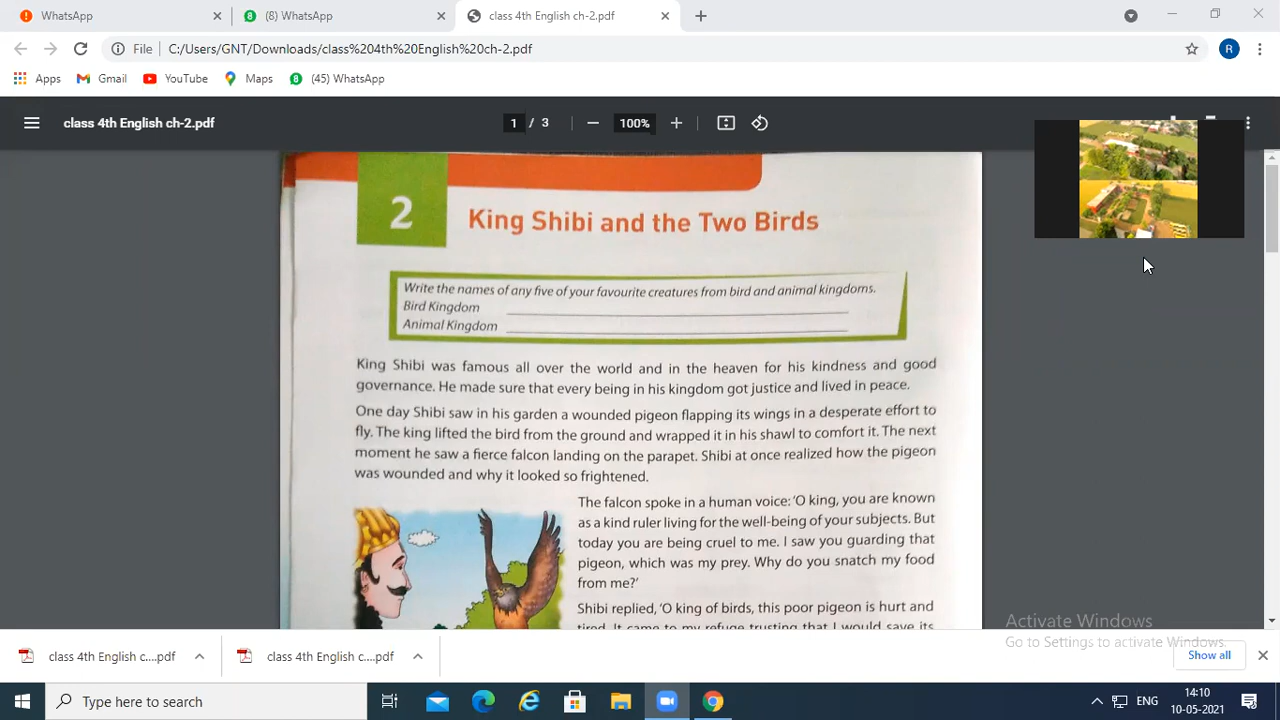 WhatsApp
(8) WhatsApp
class 4th English ch-2.pdf
File
C:/Users/GNT/Downloads/class%204th%20English%20ch-2.pdf
R
Apps
Gmail
YouTube
Maps
(45) WhatsApp
class 4th English ch-2.pdf
1 / 3
100%
2
King Shibi and the Two Birds
Write the names of any five of your favourite creatures from bird and animal kingdoms.
Bird Kingdom
Animal Kingdom
King Shibi was famous all over the world and in the heaven for his kindness and good
governance. He made sure that every being in his kingdom got justice and lived in peace.
One day Shibi saw in his garden a wounded pigeon flapping its wings in a desperate effort to
fly. The king lifted the bird from the ground and wrapped it in his shawl to comfort it. The next
moment he saw a fierce falcon landing on the parapet. Shibi at once realized how the pigeon
was wounded and why it looked so frightened.
The falcon spoke in a human voice: 'O king, you are known
as a kind ruler living for the well-being of your subjects. But
today you are being cruel to me. I saw you guarding that
pigeon, which was my prey. Why do you snatch my food
from me?'
Shibi replied, 'O king of birds, this poor pigeon is hurt and
tired. It came to my refuge trusting that I would save its
Activate Windows
Go to Settings to activate Windows.
class 4th English c....pdf
class 4th English c....pdf
Show all
Type here to search
ENG
14:10
10-05-2021